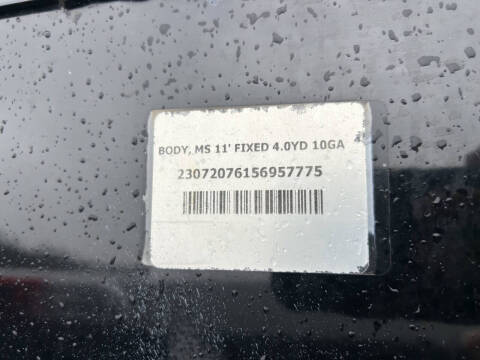 BODY, MS 11' FIXED 4.0YD 10GA
23072076156957775